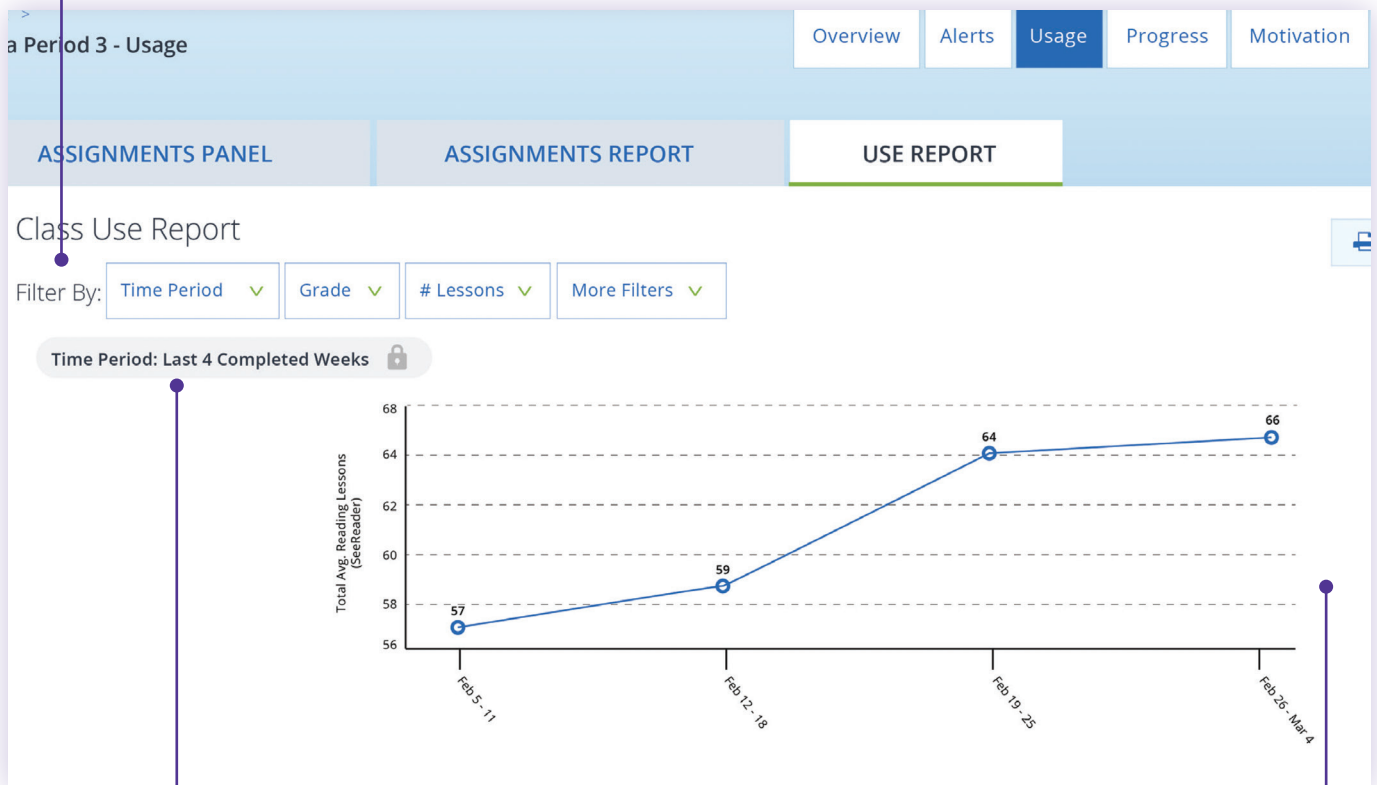 >
a Period 3 - Usage
Overview Alerts Usage Progress Motivation
ASSIGNMENTS PANEL ASSIGNMENTS REPORT USE REPORT
Class Use Report
Filter By: Time Period Grade # Lessons More Filters
Time Period: Last 4 Completed Weeks
Total Avg. Reading Lessons
(SeeReader)
68
64
62
60
58
56
57
59
64
66
Feb 5 - 11
Feb 12 - 18
Feb 19 - 25
Feb 26 - Mar 4